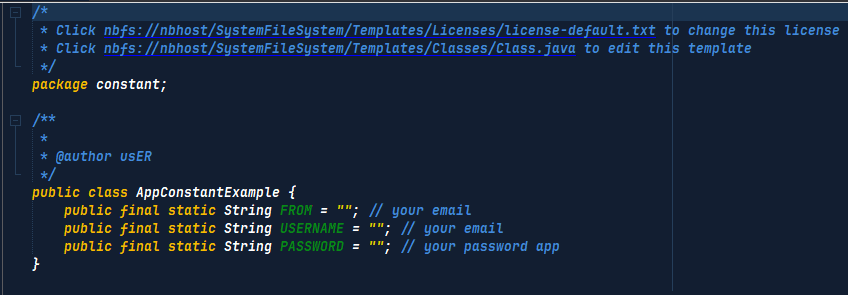 /*
 * Click nbfs://nbhost/SystemFileSystem/Templates/Licenses/license-default.txt to change this license
 * Click nbfs://nbhost/SystemFileSystem/Templates/Classes/Class.java to edit this template
 */
package constant;
/**
 *
 * @author usER
 */
public class AppConstantExample {
    public final static String FROM = ""; // your email
    public final static String USERNAME = ""; // your email
    public final static String PASSWORD = ""; // your password app
}